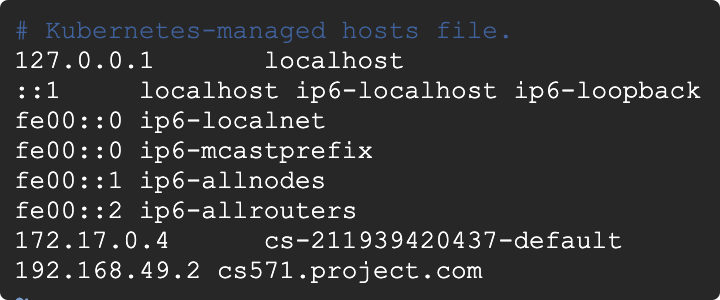 # Kubernetes-managed hosts file.
127.0.0.1 localhost
::1 localhost ip6-localhost ip6-loopback
fe00::0 ip6-localnet
fe00::0 ip6-mcastprefix
fe00::1 ip6-allnodes
fe00::2 ip6-allrouters
172.17.0.4 cs-211939420437-default
192.168.49.2 cs571.project.com